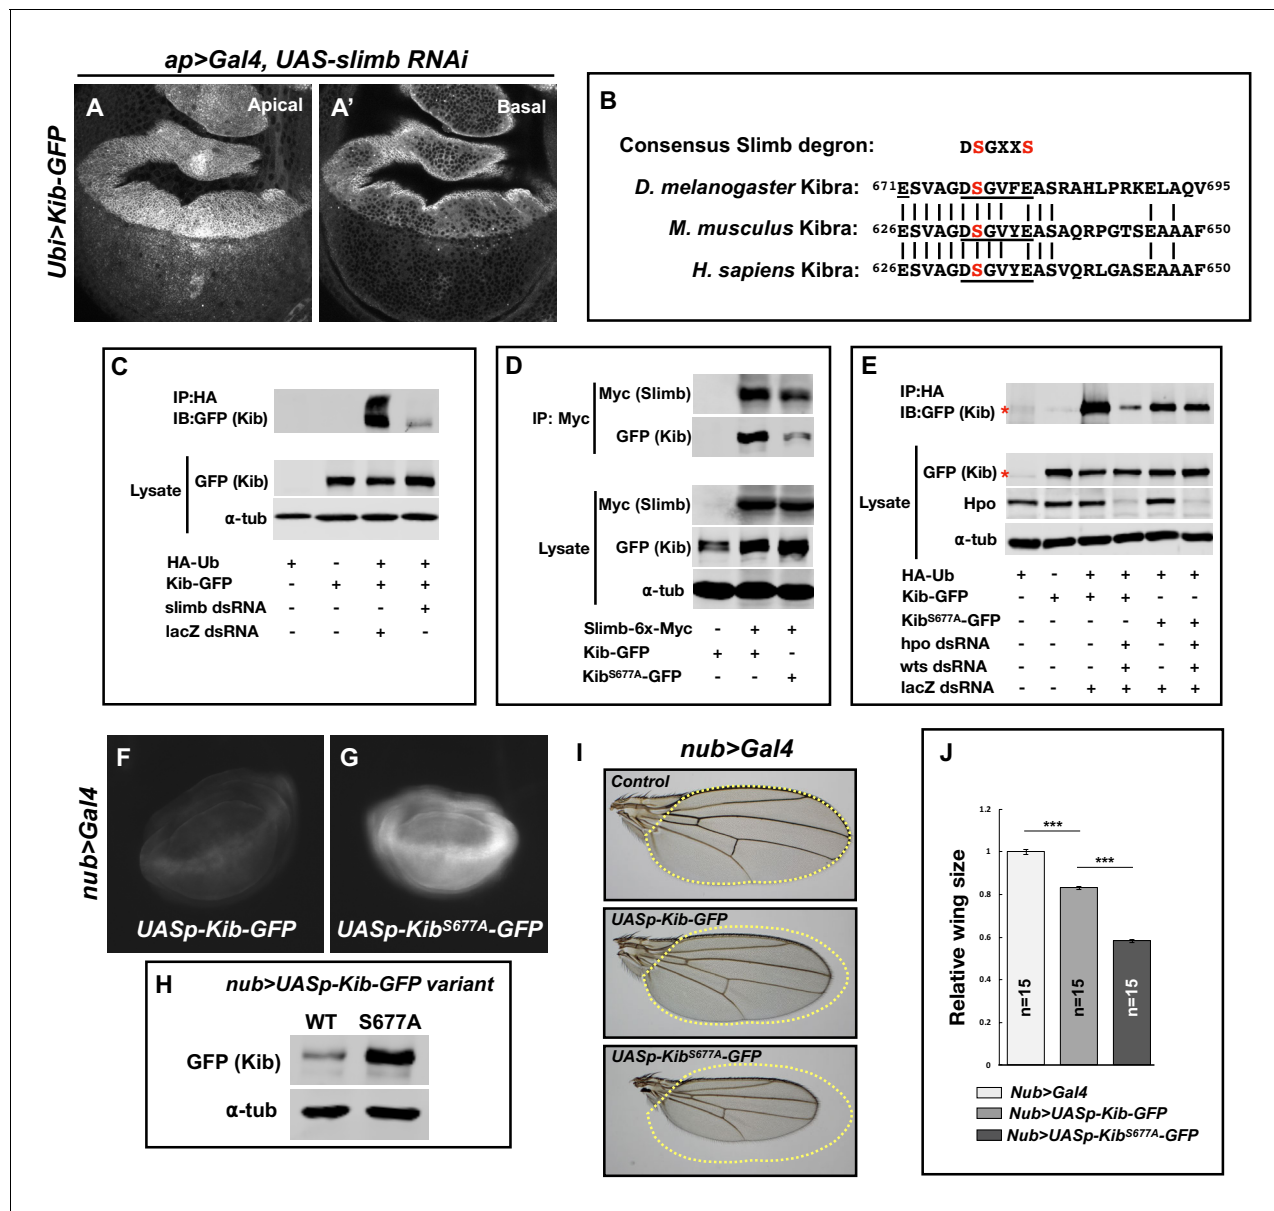 ap>Gal4, UAS-slimb RNAi
Ubi>Kib-GFP
A Apical
A' Basal
B
Consensus Slimb degron: DSGXXS
D. melanogaster Kibra: 671ESVAGDSGVFEASRAHLPRKELAQV695
M. musculus Kibra: 626ESVAGDSGVYEASAQRPGTSEAAAF650
H. sapiens Kibra: 626ESVAGDSGVYEASVQRLGASEAAAF650
C
IP:HA
IB:GFP (Kib)
Lysate
GFP (Kib)
α-tub
HA-Ub + - + +
Kib-GFP - + + +
slimb dsRNA - - - +
lacZ dsRNA - - + -
D
IP: Myc
Myc (Slimb)
GFP (Kib)
Lysate
Myc (Slimb)
GFP (Kib)
α-tub
Slimb-6x-Myc - + +
Kib-GFP + + -
KibS677A-GFP - - +
E
IP:HA
IB:GFP (Kib) *
Lysate
GFP (Kib) *
Hpo
α-tub
HA-Ub + - + + + +
Kib-GFP - + + + - -
KibS677A-GFP - - - - + +
hpo dsRNA - - - + - +
wts dsRNA - - - + - +
lacZ dsRNA - - + + + +
nub>Gal4
F
UASp-Kib-GFP
G
UASp-KibS677A-GFP
H nub>UASp-Kib-GFP variant
WT S677A
GFP (Kib)
α-tub
I nub>Gal4
Control
UASp-Kib-GFP
UASp-KibS677A-GFP
J
Relative wing size
1.2
1
0.8
0.6
0.4
0.2
0
***
***
n=15
n=15
n=15
Nub>Gal4
Nub>UASp-Kib-GFP
Nub>UASp-KibS677A-GFP